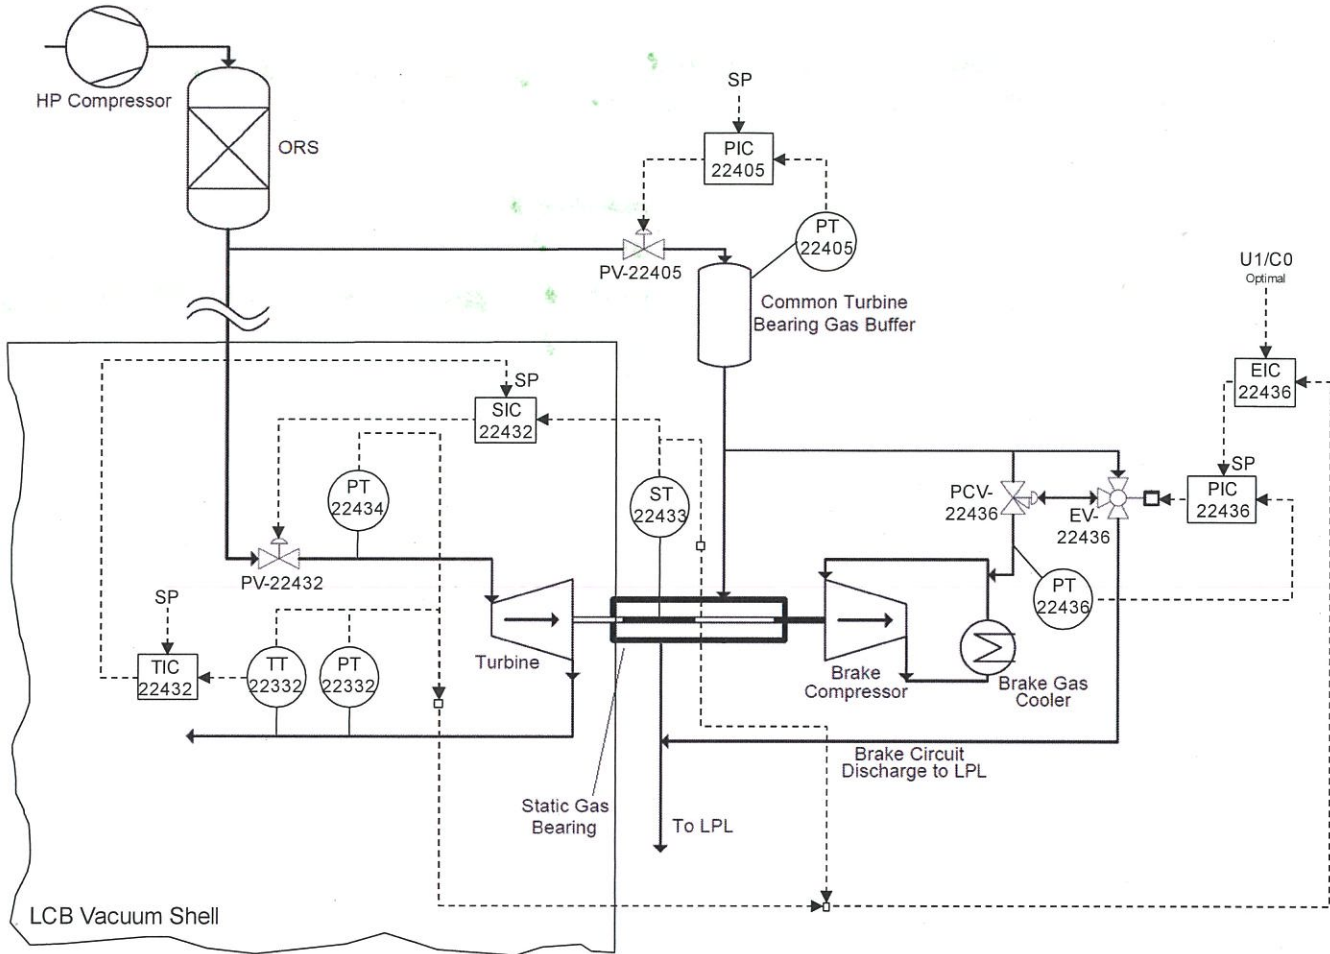 HP Compressor
ORS
SP
PIC
22405
PT
22405
PV-22405
Common Turbine
Bearing Gas Buffer
U1/C0
Optimal
EIC
22436
SP
SIC
22432
SP
PIC
22436
PT
22434
ST
22433
PCV-
22436
EV-
22436
PV-22432
PT
22436
SP
TIC
22432
TT
22332
PT
22332
Turbine
Brake
Compressor
Brake Gas
Cooler
Brake Circuit
Discharge to LPL
Static Gas
Bearing
To LPL
LCB Vacuum Shell